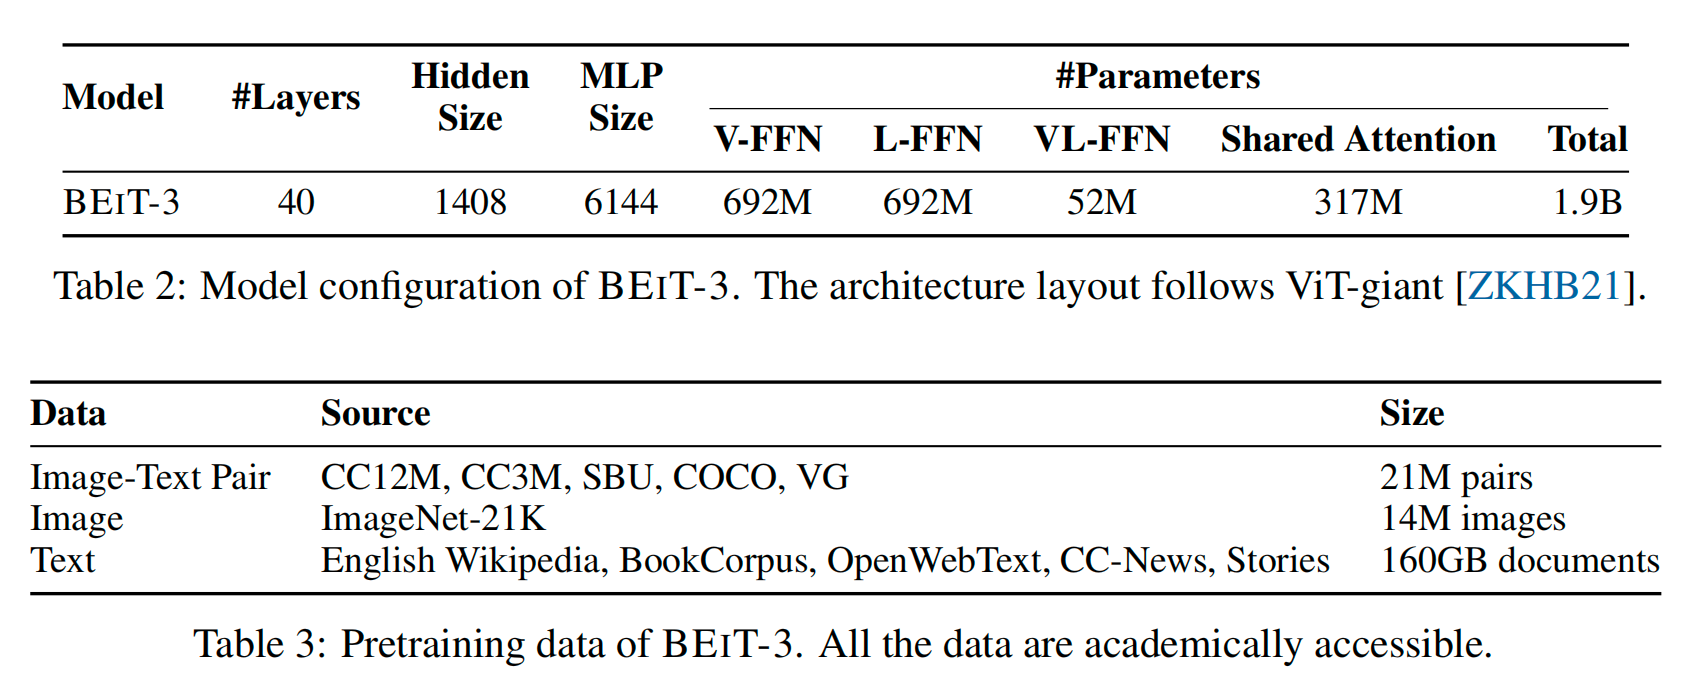 Model #Layers Hidden Size MLP Size #Parameters
V-FFN L-FFN VL-FFN Shared Attention Total
BEIT-3 40 1408 6144 692M 692M 52M 317M 1.9B
Table 2: Model configuration of BEIT-3. The architecture layout follows ViT-giant [ZKHB21].
Data Source Size
Image-Text Pair CC12M, CC3M, SBU, COCO, VG 21M pairs
Image ImageNet-21K 14M images
Text English Wikipedia, BookCorpus, OpenWebText, CC-News, Stories 160GB documents
Table 3: Pretraining data of BEIT-3. All the data are academically accessible.